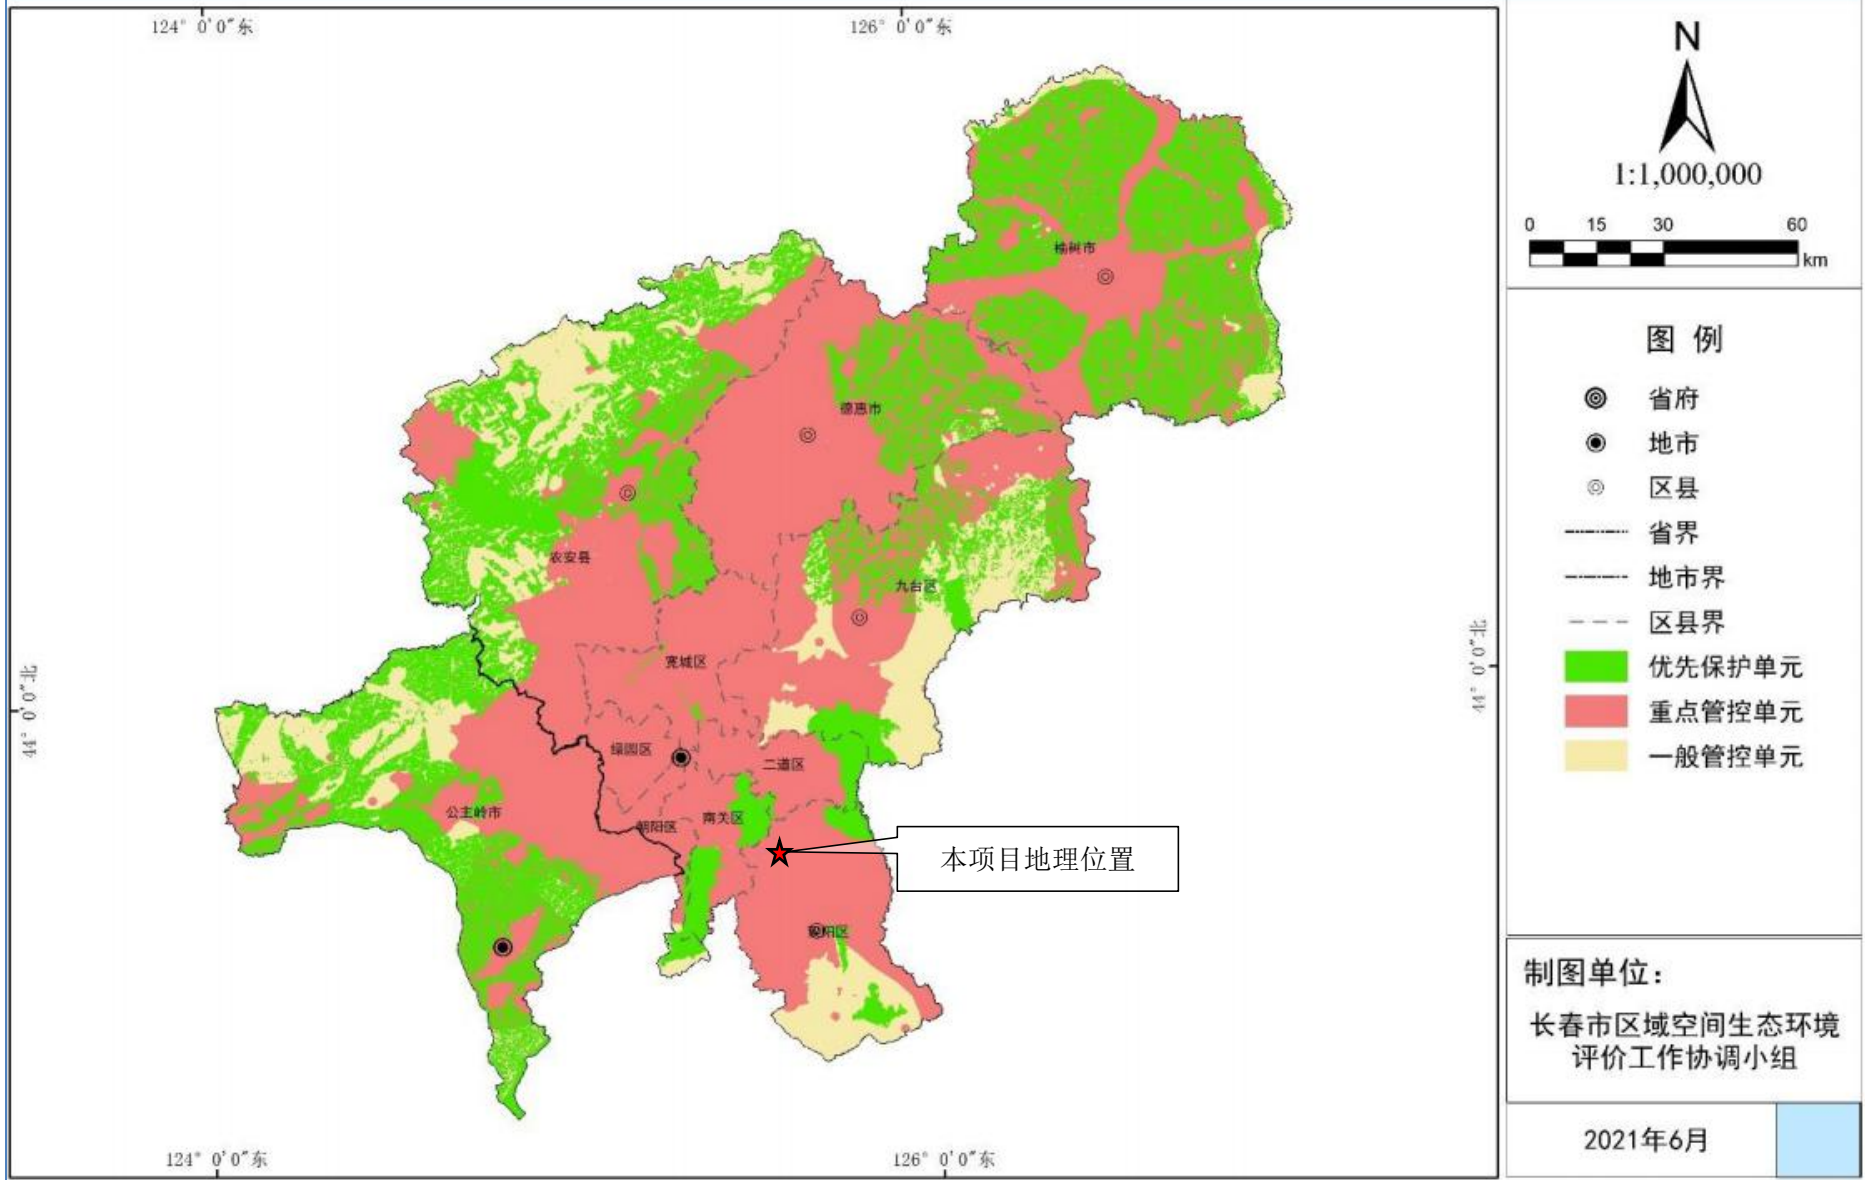 124° 0′0″东
126° 0′0″东
N
1:1,000,000
0 15 30 60
km
榆树市
德惠市
农安县
九台区
宽城区
绿园区
二道区
公主岭市
朝阳区
南关区
本项目地理位置
44° 0′0″北
44° 0′0″北
图 例
省府
地市
区县
省界
地市界
区县界
优先保护单元
重点管控单元
一般管控单元
制图单位：
长春市区域空间生态环境
评价工作协调小组
2021年6月
124° 0′0″东
126° 0′0″东